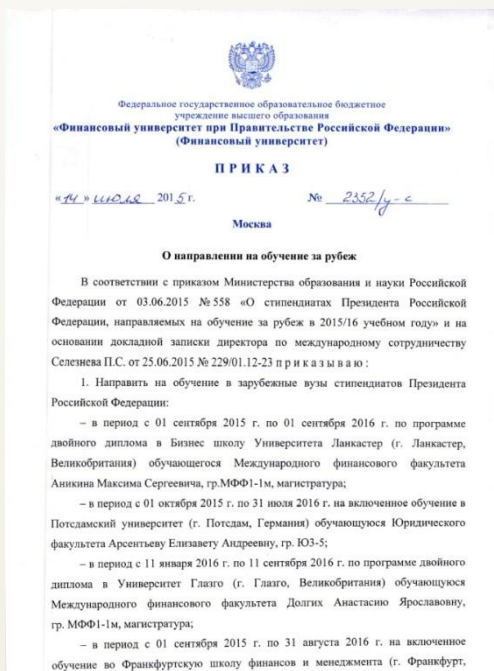 Федеральное государственное образовательное бюджетное
учреждение высшего образования
«Финансовый университет при Правительстве Российской Федерации»
(Финансовый университет)
П Р И К А З
« 14 » июля 2015 г. № 2352/у-с
Москва
О направлении на обучение за рубеж
В соответствии с приказом Министерства образования и науки Российской
Федерации от 03.06.2015 № 558 «О стипендиатах Президента Российской
Федерации, направляемых на обучение за рубеж в 2015/16 учебном году» и на
основании докладной записки директора по международному сотрудничеству
Селезнева П.С. от 25.06.2015 № 229/01.12-23 п р и к а з ы в а ю :
1. Направить на обучение в зарубежные вузы стипендиатов Президента
Российской Федерации:
– в период с 01 сентября 2015 г. по 01 сентября 2016 г. по программе
двойного диплома в Бизнес школу Университета Ланкастер (г. Ланкастер,
Великобритания) обучающегося Международного финансового факультета
Аникина Максима Сергеевича, гр.МФФ1-1м, магистратура;
– в период с 01 октября 2015 г. по 31 июля 2016 г. на включенное обучение в
Потсдамский университет (г. Потсдам, Германия) обучающуюся Юридического
факультета Арсентьеву Елизавету Андреевну, гр. Ю3-5;
– в период с 11 января 2016 г. по 11 сентября 2016 г. по программе двойного
диплома в Университет Глазго (г. Глазго, Великобритания) обучающуюся
Международного финансового факультета Долгих Анастасию Ярославовну,
гр. МФФ1-1м, магистратура;
– в период с 01 сентября 2015 г. по 31 августа 2016 г. на включенное
обучение во Франкфуртскую школу финансов и менеджмента (г. Франкфурт,